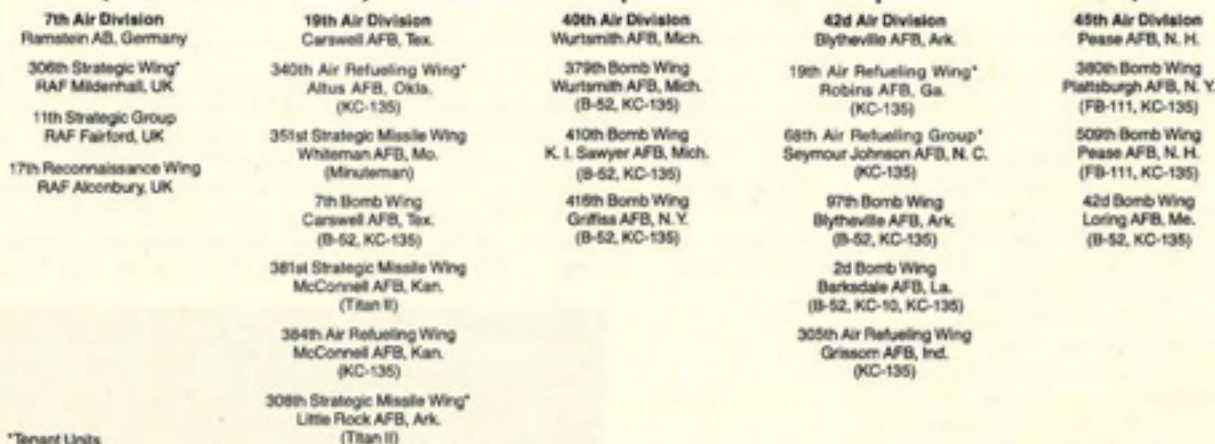 7th Air Division
Ramstein AB, Germany
306th Strategic Wing*
RAF Mildenhall, UK
11th Strategic Group
RAF Fairford, UK
17th Reconnaissance Wing
RAF Alconbury, UK
19th Air Division
Carswell AFB, Tex.
340th Air Refueling Wing*
Altus AFB, Okla.
(KC-135)
351st Strategic Missile Wing
Whiteman AFB, Mo.
(Minuteman)
7th Bomb Wing
Carswell AFB, Tex.
(B-52, KC-135)
381st Strategic Missile Wing
McConnell AFB, Kan.
(Titan II)
384th Air Refueling Wing
McConnell AFB, Kan.
(KC-135)
308th Strategic Missile Wing*
Little Rock AFB, Ark.
(Titan II)
40th Air Division
Wurtsmith AFB, Mich.
379th Bomb Wing
Wurtsmith AFB, Mich.
(B-52, KC-135)
410th Bomb Wing
K. I. Sawyer AFB, Mich.
(B-52, KC-135)
416th Bomb Wing
Griffiss AFB, N. Y.
(B-52, KC-135)
42d Air Division
Blytheville AFB, Ark.
19th Air Refueling Wing*
Robins AFB, Ga.
(KC-135)
68th Air Refueling Group*
Seymour Johnson AFB, N. C.
(KC-135)
97th Bomb Wing
Blytheville AFB, Ark.
(B-52, KC-135)
2d Bomb Wing
Barksdale AFB, La.
(B-52, KC-10, KC-135)
305th Air Refueling Wing
Grissom AFB, Ind.
(KC-135)
45th Air Division
Pease AFB, N. H.
380th Bomb Wing
Plattsburgh AFB, N. Y.
(FB-111, KC-135)
509th Bomb Wing
Pease AFB, N. H.
(FB-111, KC-135)
42d Bomb Wing
Loring AFB, Me.
(B-52, KC-135)
*Tenant Units